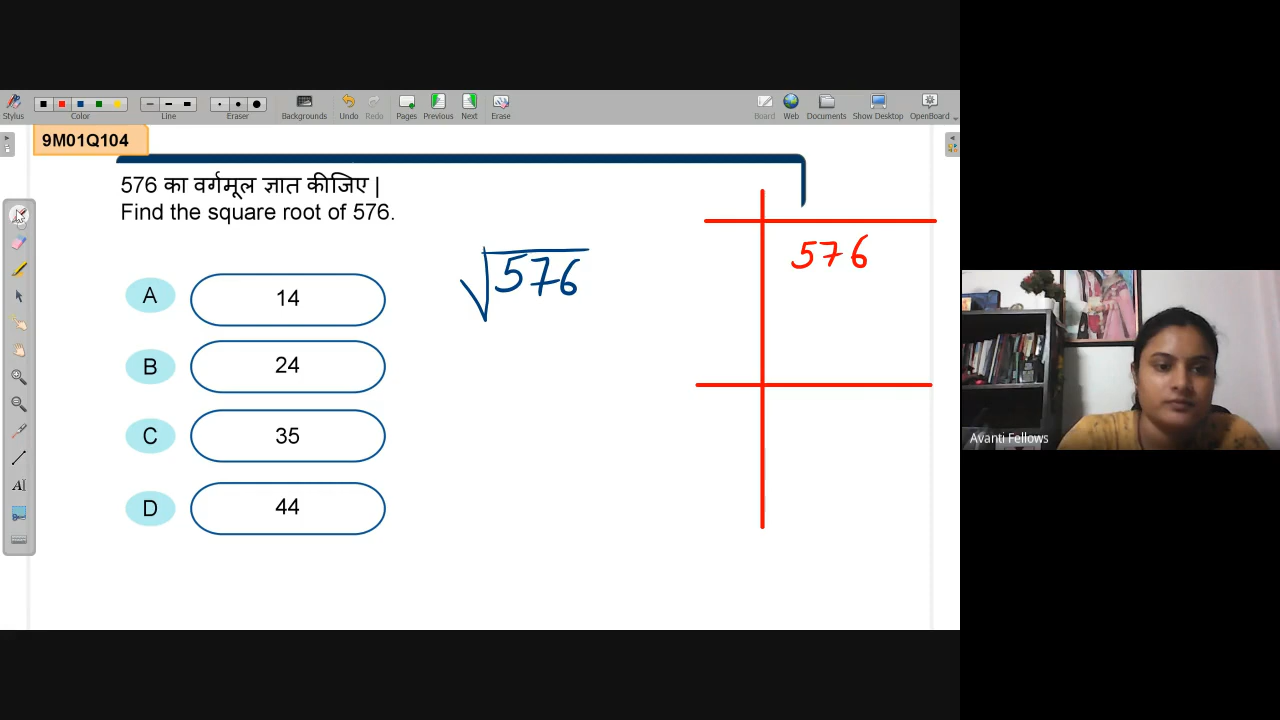 Stylus
Color
Line
Eraser
Backgrounds
Undo
Redo
Pages
Previous
Next
Erase
Board
Web
Documents
Show Desktop
OpenBoard
9M01Q104
576 का वर्गमूल ज्ञात कीजिए |
Find the square root of 576.
A 14
B 24
C 35
D 44
√576
576
Avanti Fellows